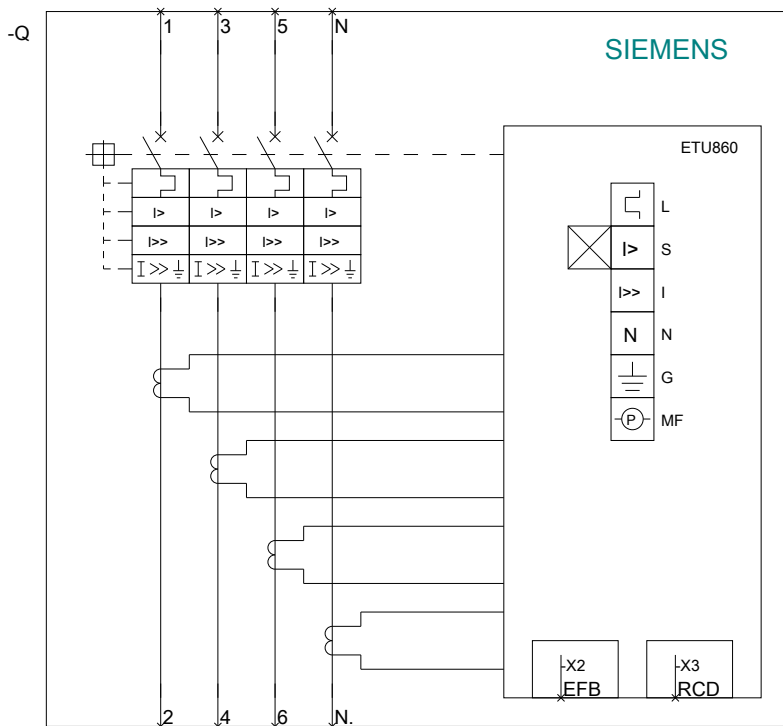 -Q
1 3 5 N
SIEMENS
ETU860
L
I> I> I> I>
I> S
I>> I>> I>> I>>
I>> I
I>> I>> I>> I>>
N N
G
P MF
-X2 -X3
EFB RCD
2 4 6 N.